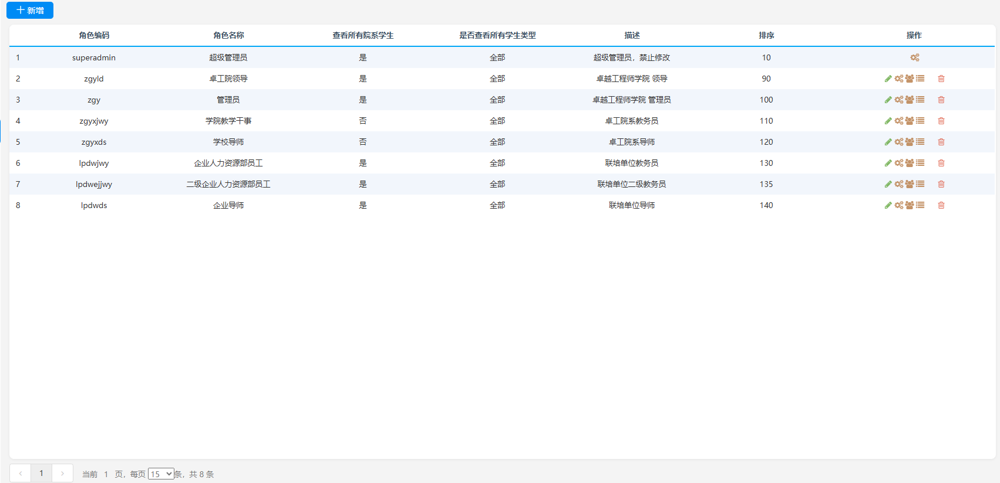 新增
角色编码 角色名称 查看所有院系学生 是否查看所有学生类型 描述 排序 操作
1 superadmin 超级管理员 是 全部 超级管理员，禁止修改 10
2 zgyld 卓工院领导 是 全部 卓越工程师学院 领导 90
3 zgy 管理员 是 全部 卓越工程师学院 管理员 100
4 zgyxjwy 学院教学干事 否 全部 卓工院系教务员 110
5 zgyxds 学校导师 否 全部 卓工院系导师 120
6 lpdwjwy 企业人力资源部员工 是 全部 联培单位教务员 130
7 lpdwejjwy 二级企业人力资源部员工 是 全部 联培单位二级教务员 135
8 lpdwds 企业导师 是 全部 联培单位导师 140
1 当前 1 页，每页 15 条，共 8 条